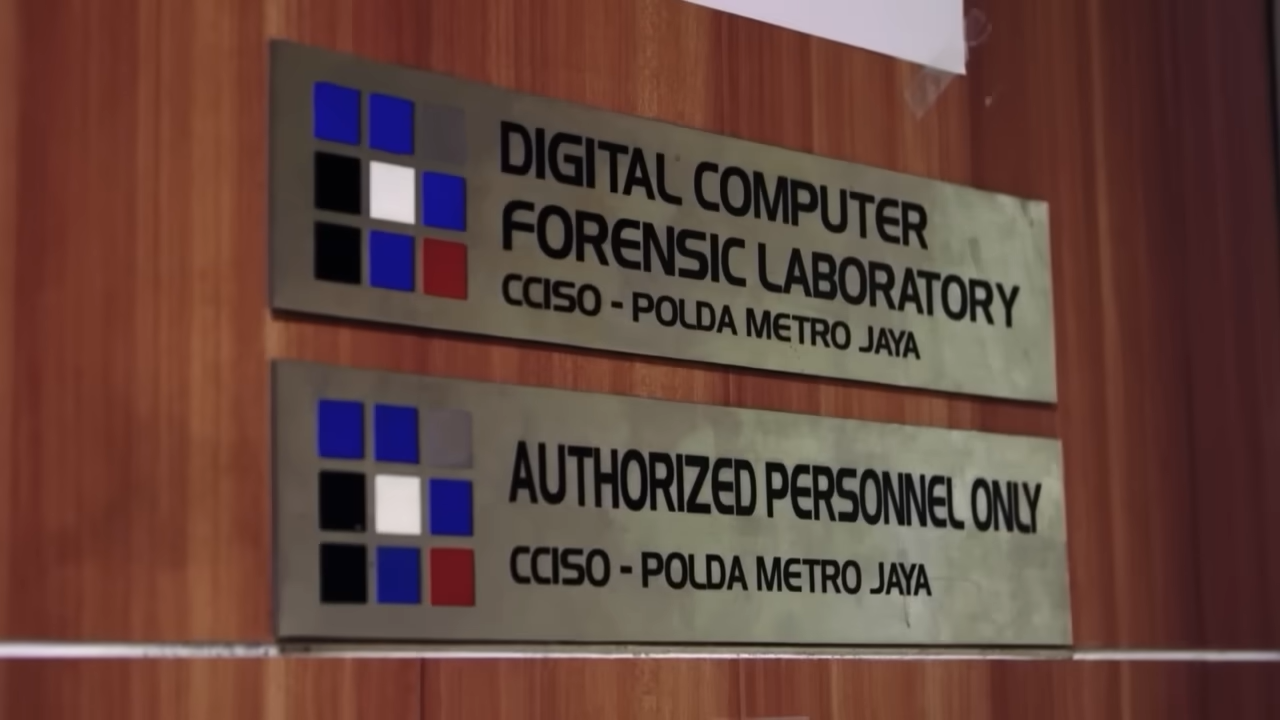 DIGITAL COMPUTER
FORENSIC LABORATORY
CCISO - POLDA METRO JAYA
AUTHORIZED PERSONNEL ONLY
CCISO - POLDA METRO JAYA